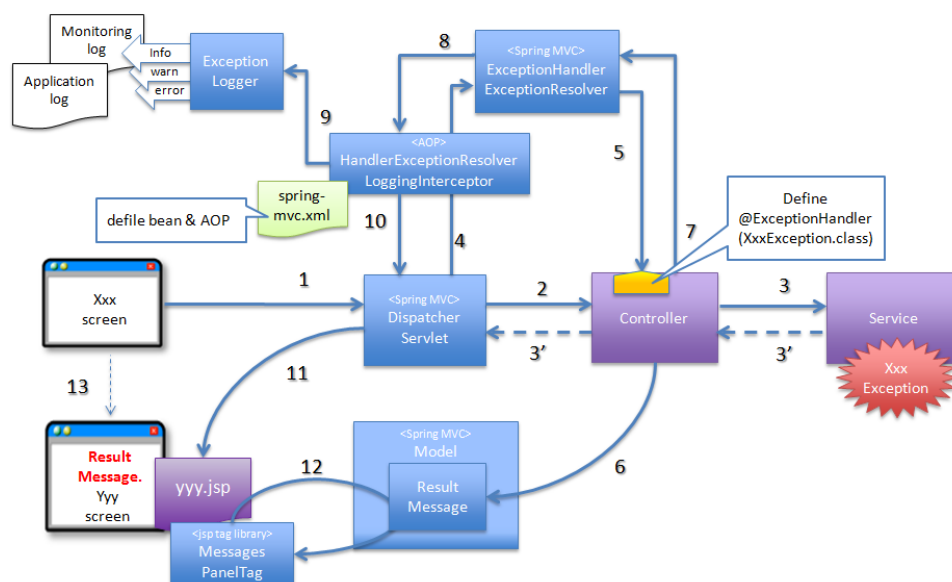 Monitoring
log
Application
log
Info
warn
error
Exception
Logger
9
8
<Spring MVC>
ExceptionHandler
ExceptionResolver
<AOP>
HandlerExceptionResolver
LoggingInterceptor
5
7
Define
@ExceptionHandler
(XxxException.class)
defile bean & AOP
spring-
mvc.xml
10
4
Xxx
screen
1
<Spring MVC>
Dispatcher
Servlet
2
3’
Controller
3
3’
Service
Xxx
Exception
13
11
Result
Message.
Yyy
screen
yyy.jsp
12
<jsp tag library>
Messages
PanelTag
<Spring MVC>
Model
Result
Message
6